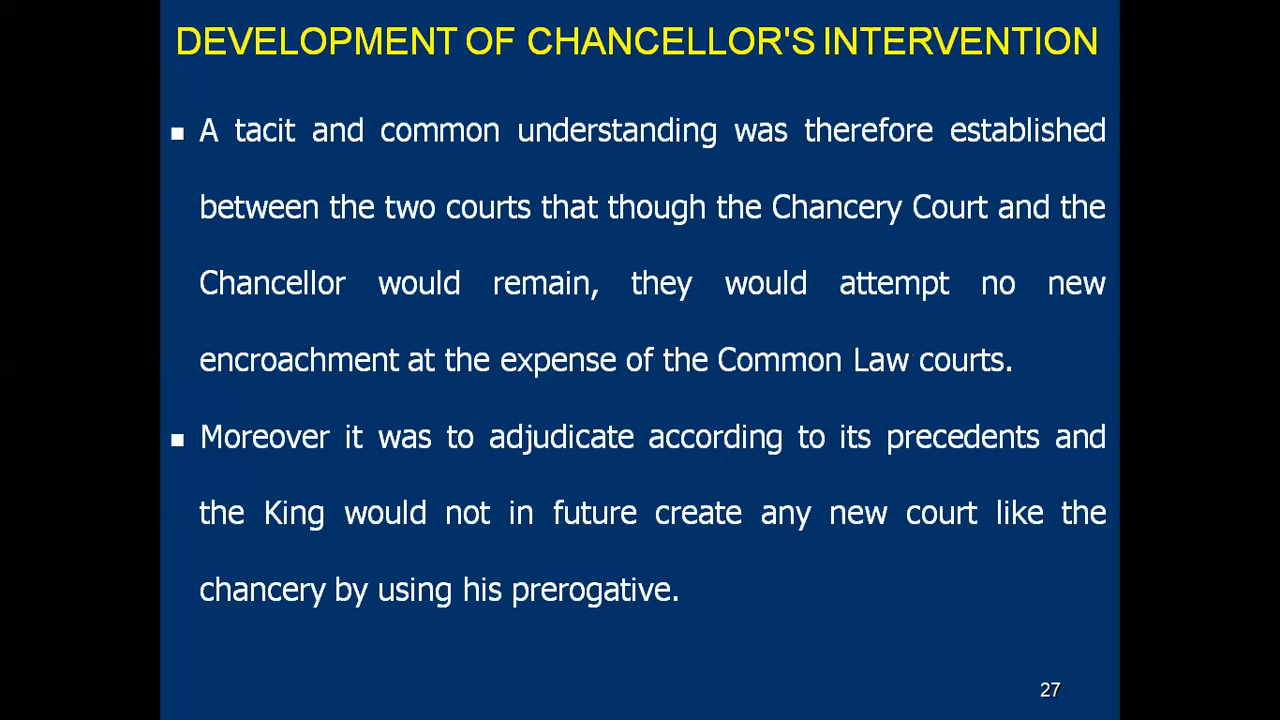 DEVELOPMENT OF CHANCELLOR'S INTERVENTION
▪ A tacit and common understanding was therefore established
between the two courts that though the Chancery Court and the
Chancellor would remain, they would attempt no new
encroachment at the expense of the Common Law courts.
▪ Moreover it was to adjudicate according to its precedents and
the King would not in future create any new court like the
chancery by using his prerogative.
27